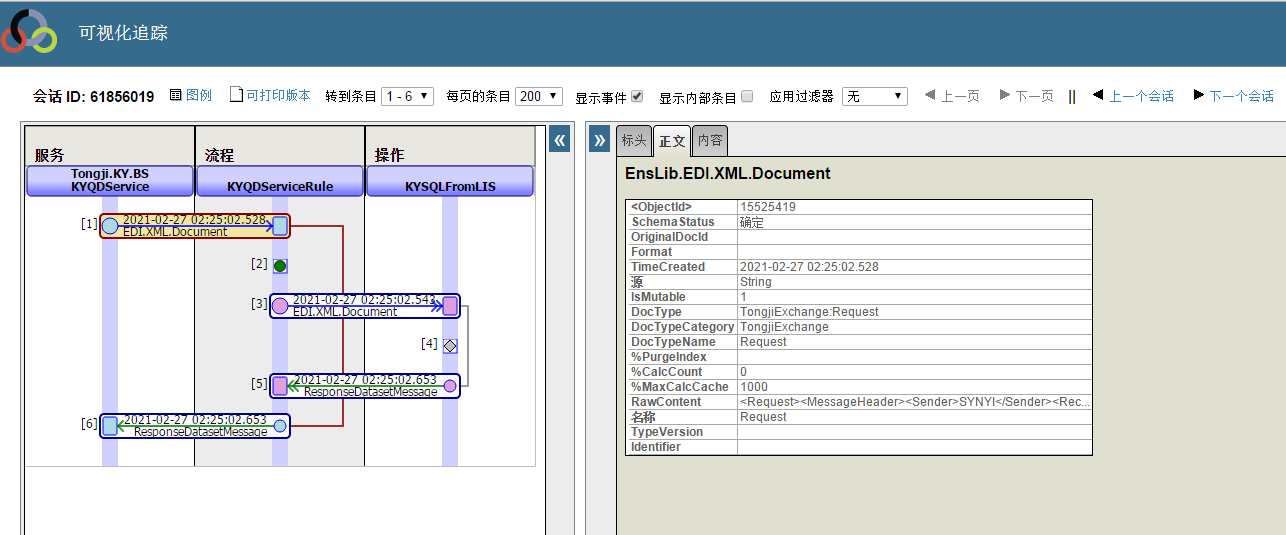 可视化追踪
会话 ID: 61856019 图例 可打印版本 转到条目 1 - 6 每页的条目 200 显示事件 显示内部条目 应用过滤器 无 上一页 下一页 || 上一个会话 下一个会话
服务 流程 操作
Tongji.KY.BS
KYQDService KYQDServiceRule KYSQLFromLIS
[1] 2021-02-27 02:25:02.528
EDI.XML.Document
[2]
[3] 2021-02-27 02:25:02.543
EDI.XML.Document
[4]
[5] 2021-02-27 02:25:02.653
ResponseDatasetMessage
[6] 2021-02-27 02:25:02.653
ResponseDatasetMessage
« »
标头 正文 内容
EnsLib.EDI.XML.Document
<ObjectId> 15525419
SchemaStatus 确定
OriginalDocId
Format
TimeCreated 2021-02-27 02:25:02.528
源 String
IsMutable 1
DocType TongjiExchange:Request
DocTypeCategory TongjiExchange
DocTypeName Request
%PurgeIndex
%CalcCount 0
%MaxCalcCache 1000
RawContent <Request><MessageHeader><Sender>SYNYI</Sender><Rec...
名称 Request
TypeVersion
Identifier